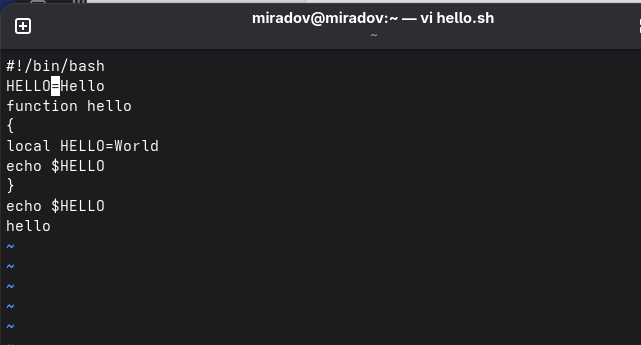 miradov@miradov:~ — vi hello.sh
~
#!/bin/bash
HELLO=Hello
function hello
{
local HELLO=World
echo $HELLO
}
echo $HELLO
hello
~
~
~
~
~